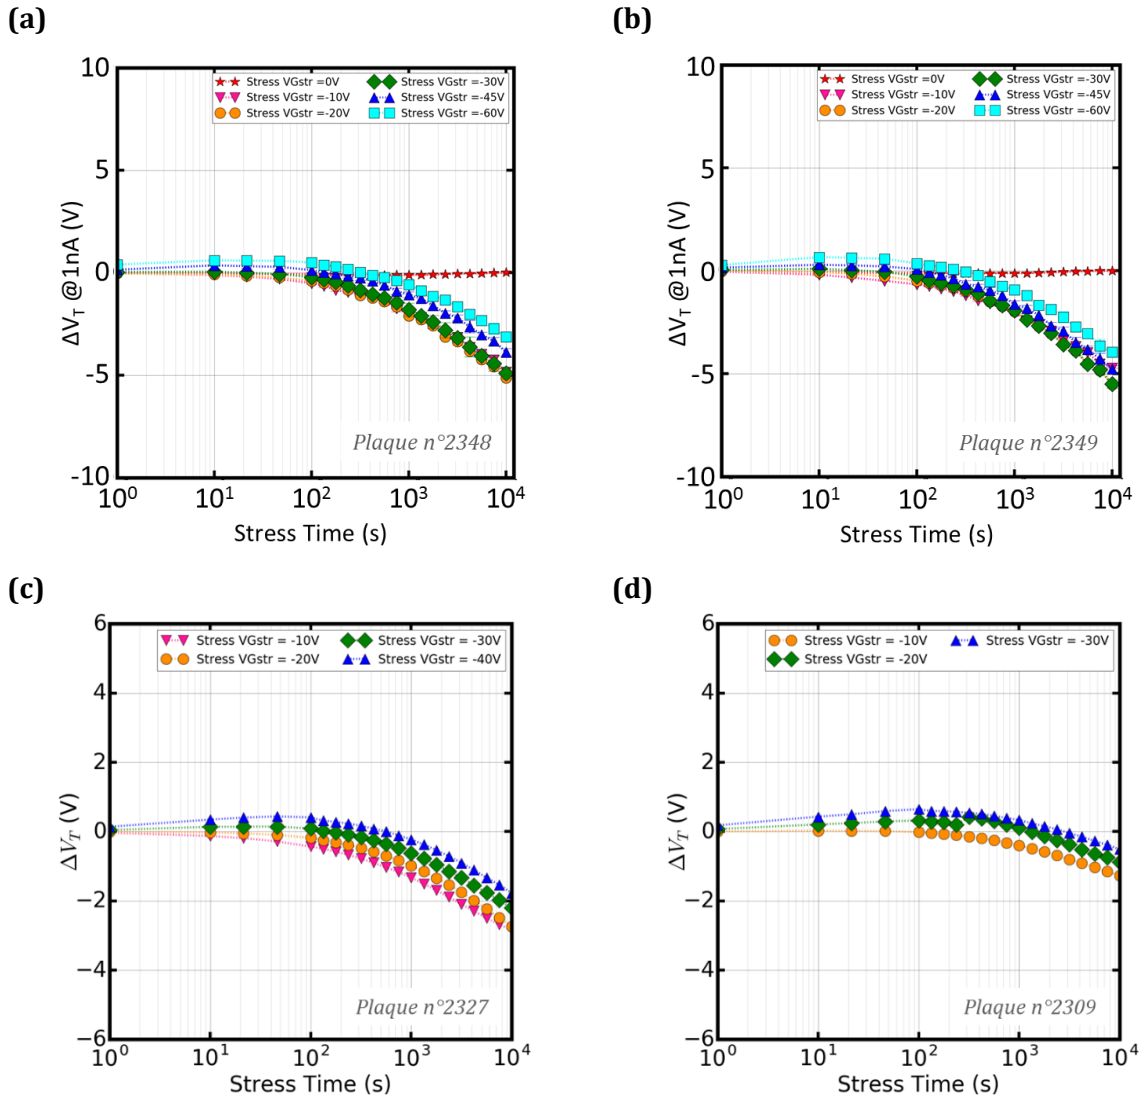 (a)
(b)
10
5
0
-5
-10
ΔV_T @1nA (V)
Stress VGstr =0V
Stress VGstr =-10V
Stress VGstr =-20V
Stress VGstr =-30V
Stress VGstr =-45V
Stress VGstr =-60V
Plaque n°2348
10^0 10^1 10^2 10^3 10^4
Stress Time (s)
10
5
0
-5
-10
ΔV_T @1nA (V)
Stress VGstr =0V
Stress VGstr =-10V
Stress VGstr =-20V
Stress VGstr =-30V
Stress VGstr =-45V
Stress VGstr =-60V
Plaque n°2349
10^0 10^1 10^2 10^3 10^4
Stress Time (s)
(c)
(d)
6
4
2
0
−2
−4
−6
ΔV_T (V)
Stress VGstr = -10V
Stress VGstr = -20V
Stress VGstr = -30V
Stress VGstr = -40V
Plaque n°2327
10^0 10^1 10^2 10^3 10^4
Stress Time (s)
6
4
2
0
−2
−4
−6
ΔV_T (V)
Stress VGstr = -10V
Stress VGstr = -20V
Stress VGstr = -30V
Plaque n°2309
10^0 10^1 10^2 10^3 10^4
Stress Time (s)